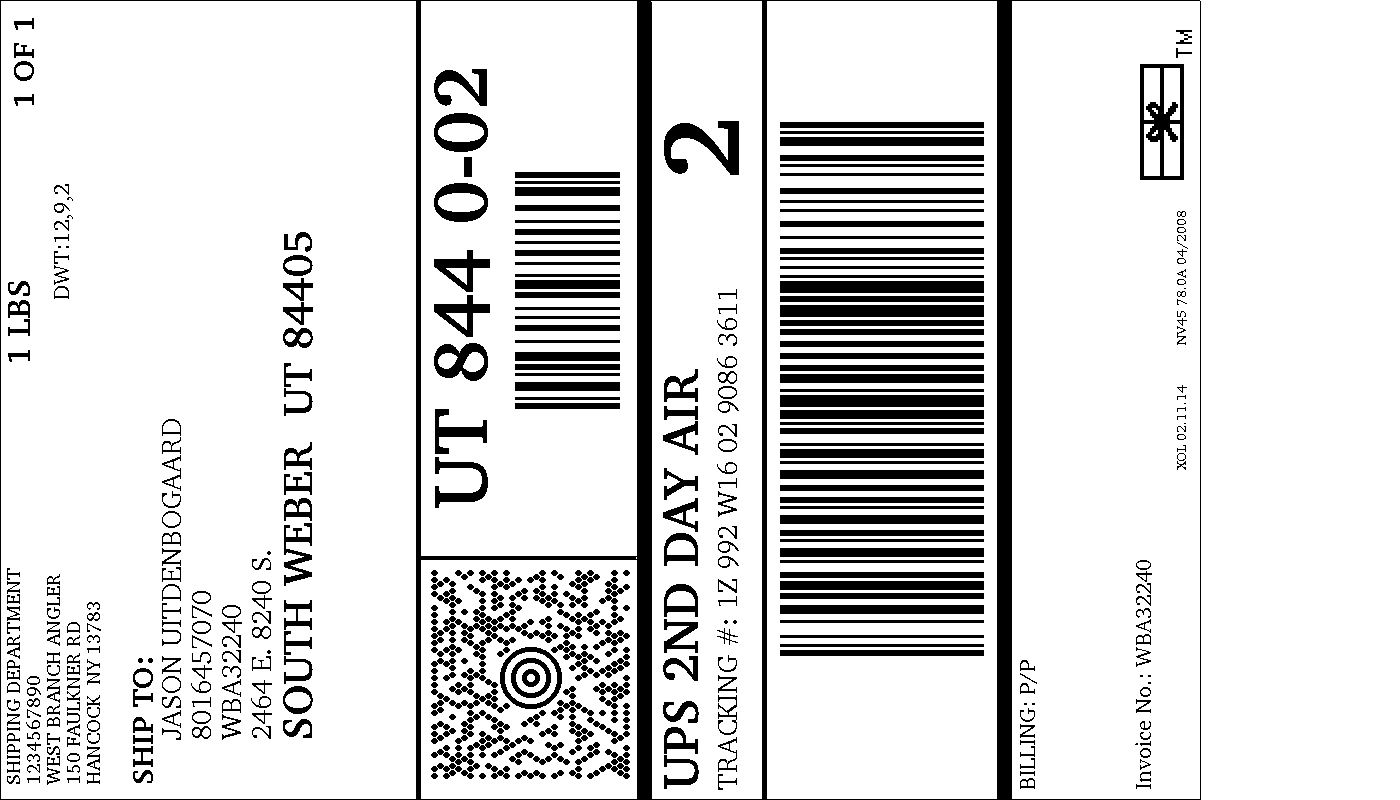 SHIPPING DEPARTMENT
1234567890
WEST BRANCH ANGLER
150 FAULKNER RD
HANCOCK NY 13783
1 LBS
1 OF 1
DWT:12,9,2
SHIP TO:
JASON UITDENBOGAARD
8016457070
WBA32240
2464 E. 8240 S.
SOUTH WEBER UT 84405
UT 844 0-02
UPS 2ND DAY AIR
2
TRACKING #: 1Z 992 W16 02 9086 3611
BILLING: P/P
Invoice No.: WBA32240
XOL 02.11.14 NV45 78.0A 04/2008
TM